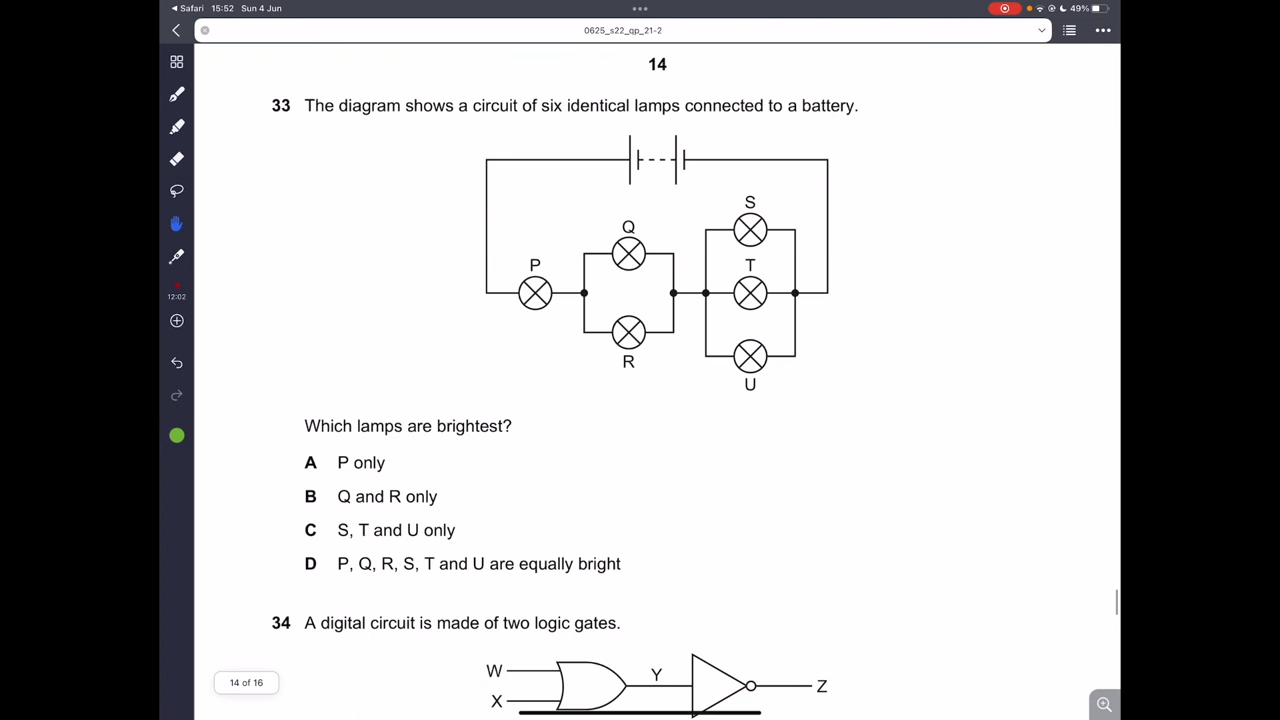 Safari 15:52 Sun 4 Jun
49%
0625_s22_qp_21-2
14
33 The diagram shows a circuit of six identical lamps connected to a battery.
S
Q
P
T
R
U
12:02
Which lamps are brightest?
A P only
B Q and R only
C S, T and U only
D P, Q, R, S, T and U are equally bright
34 A digital circuit is made of two logic gates.
W
Y
Z
X
14 of 16